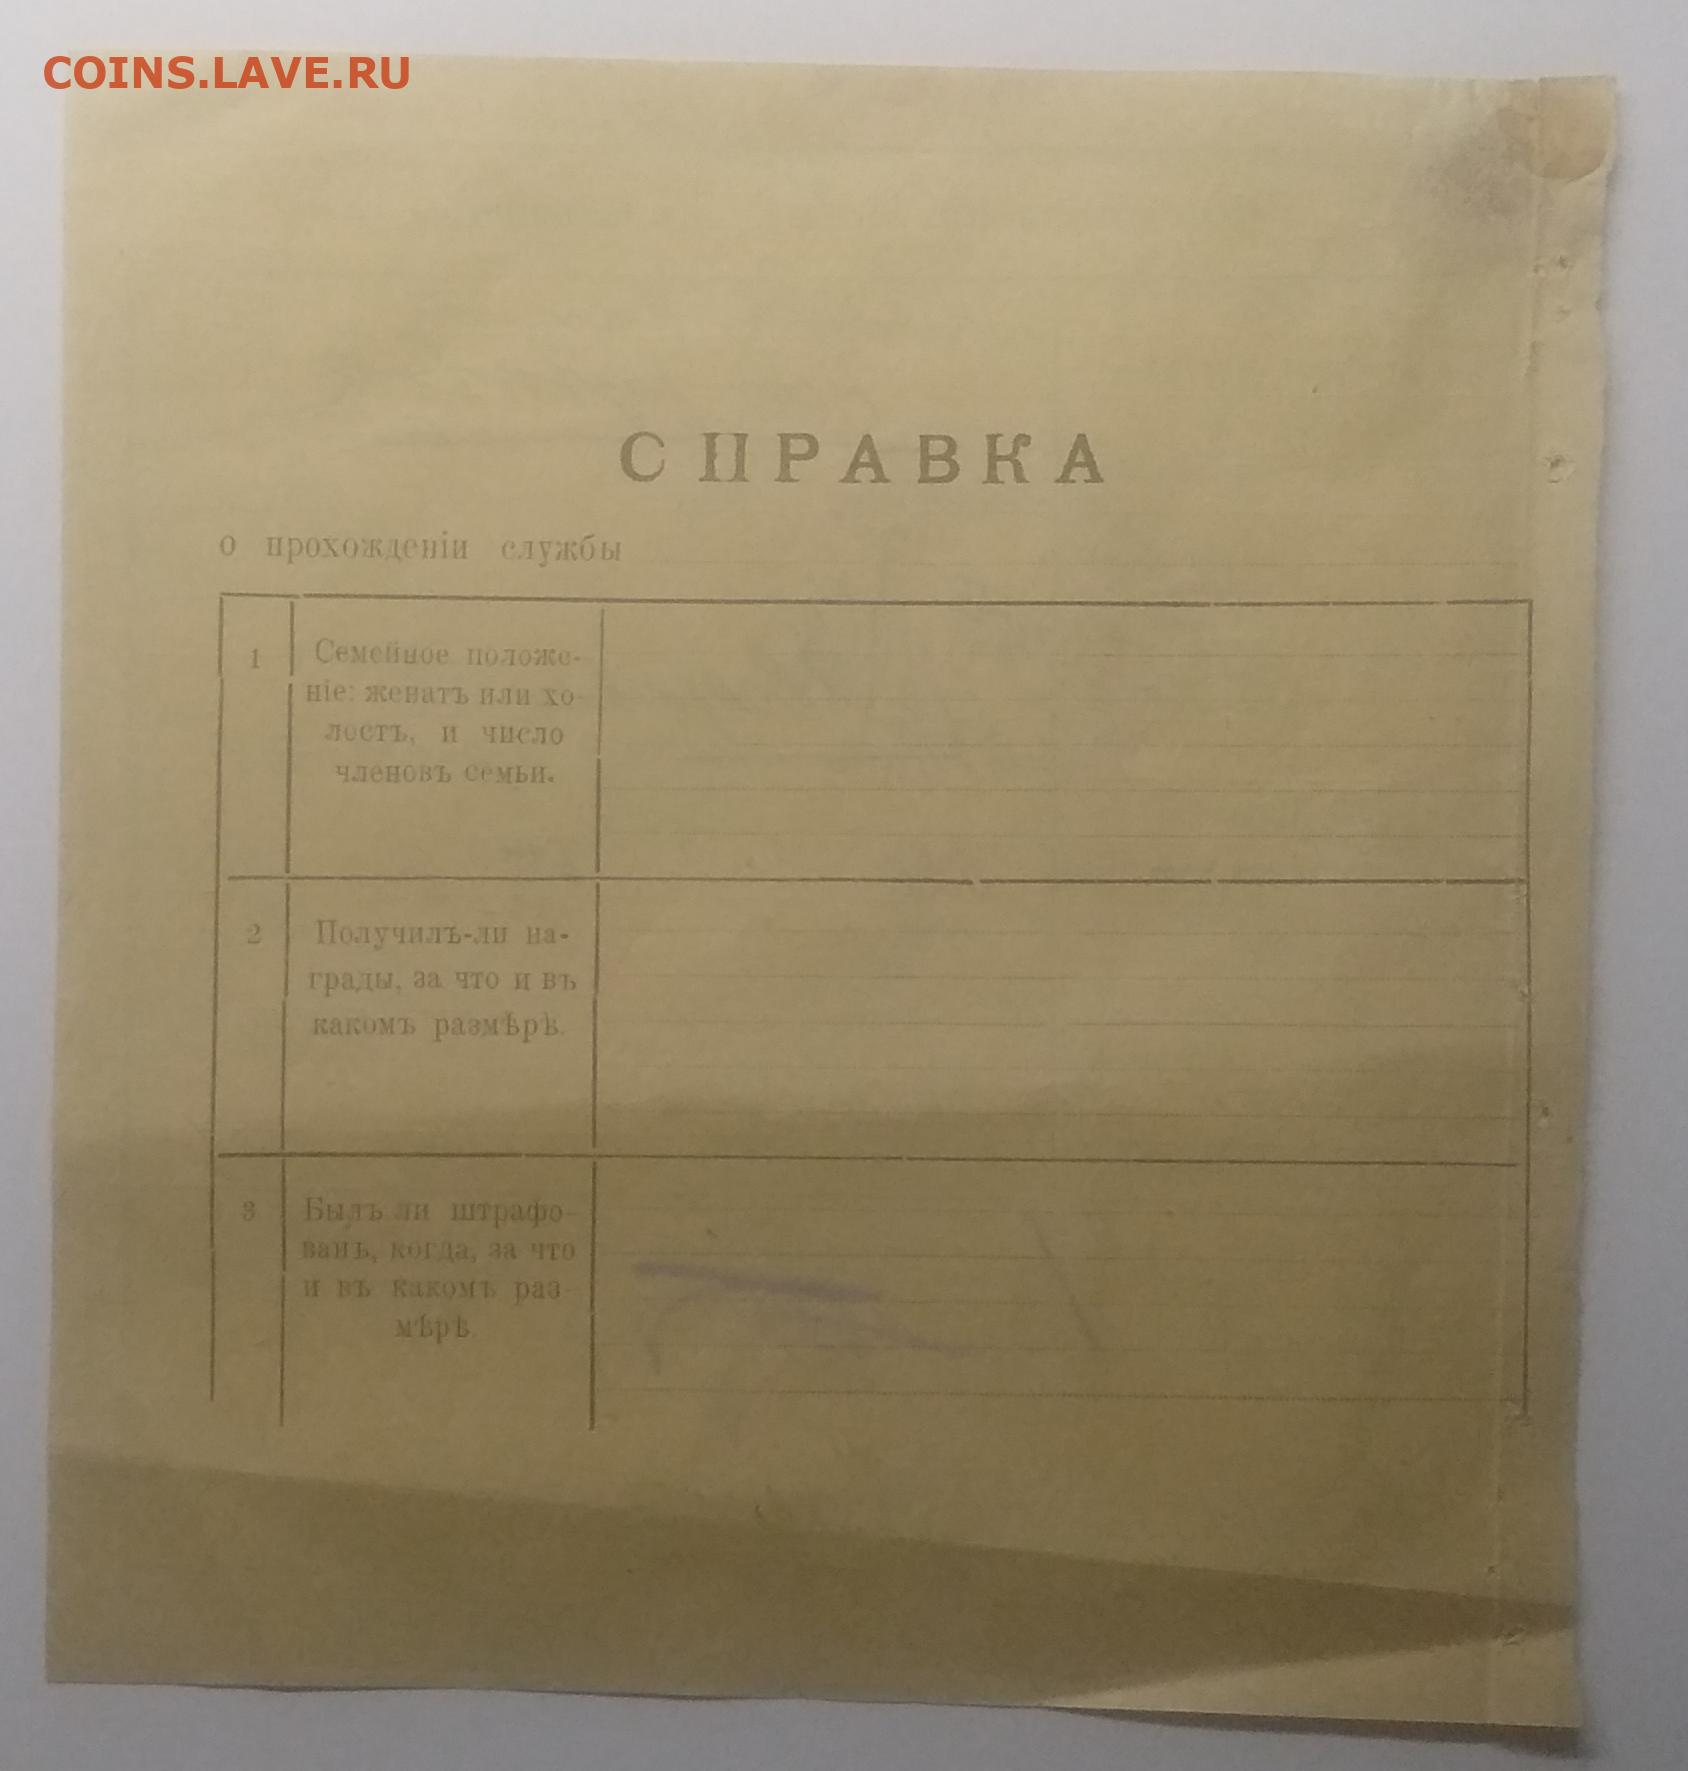 COINS.LAVE.RU
СПРАВКА
о прохожденіи службы
1 Семейное положе-
ніе: женатъ или хо-
лостъ, и число
членовъ семьи.
2 Получилъ-ли на-
грады, за что и въ
какомъ размѣрѣ.
3 Былъ ли штрафо-
ванъ, когда, за что
и въ какомъ раз-
мѣрѣ.